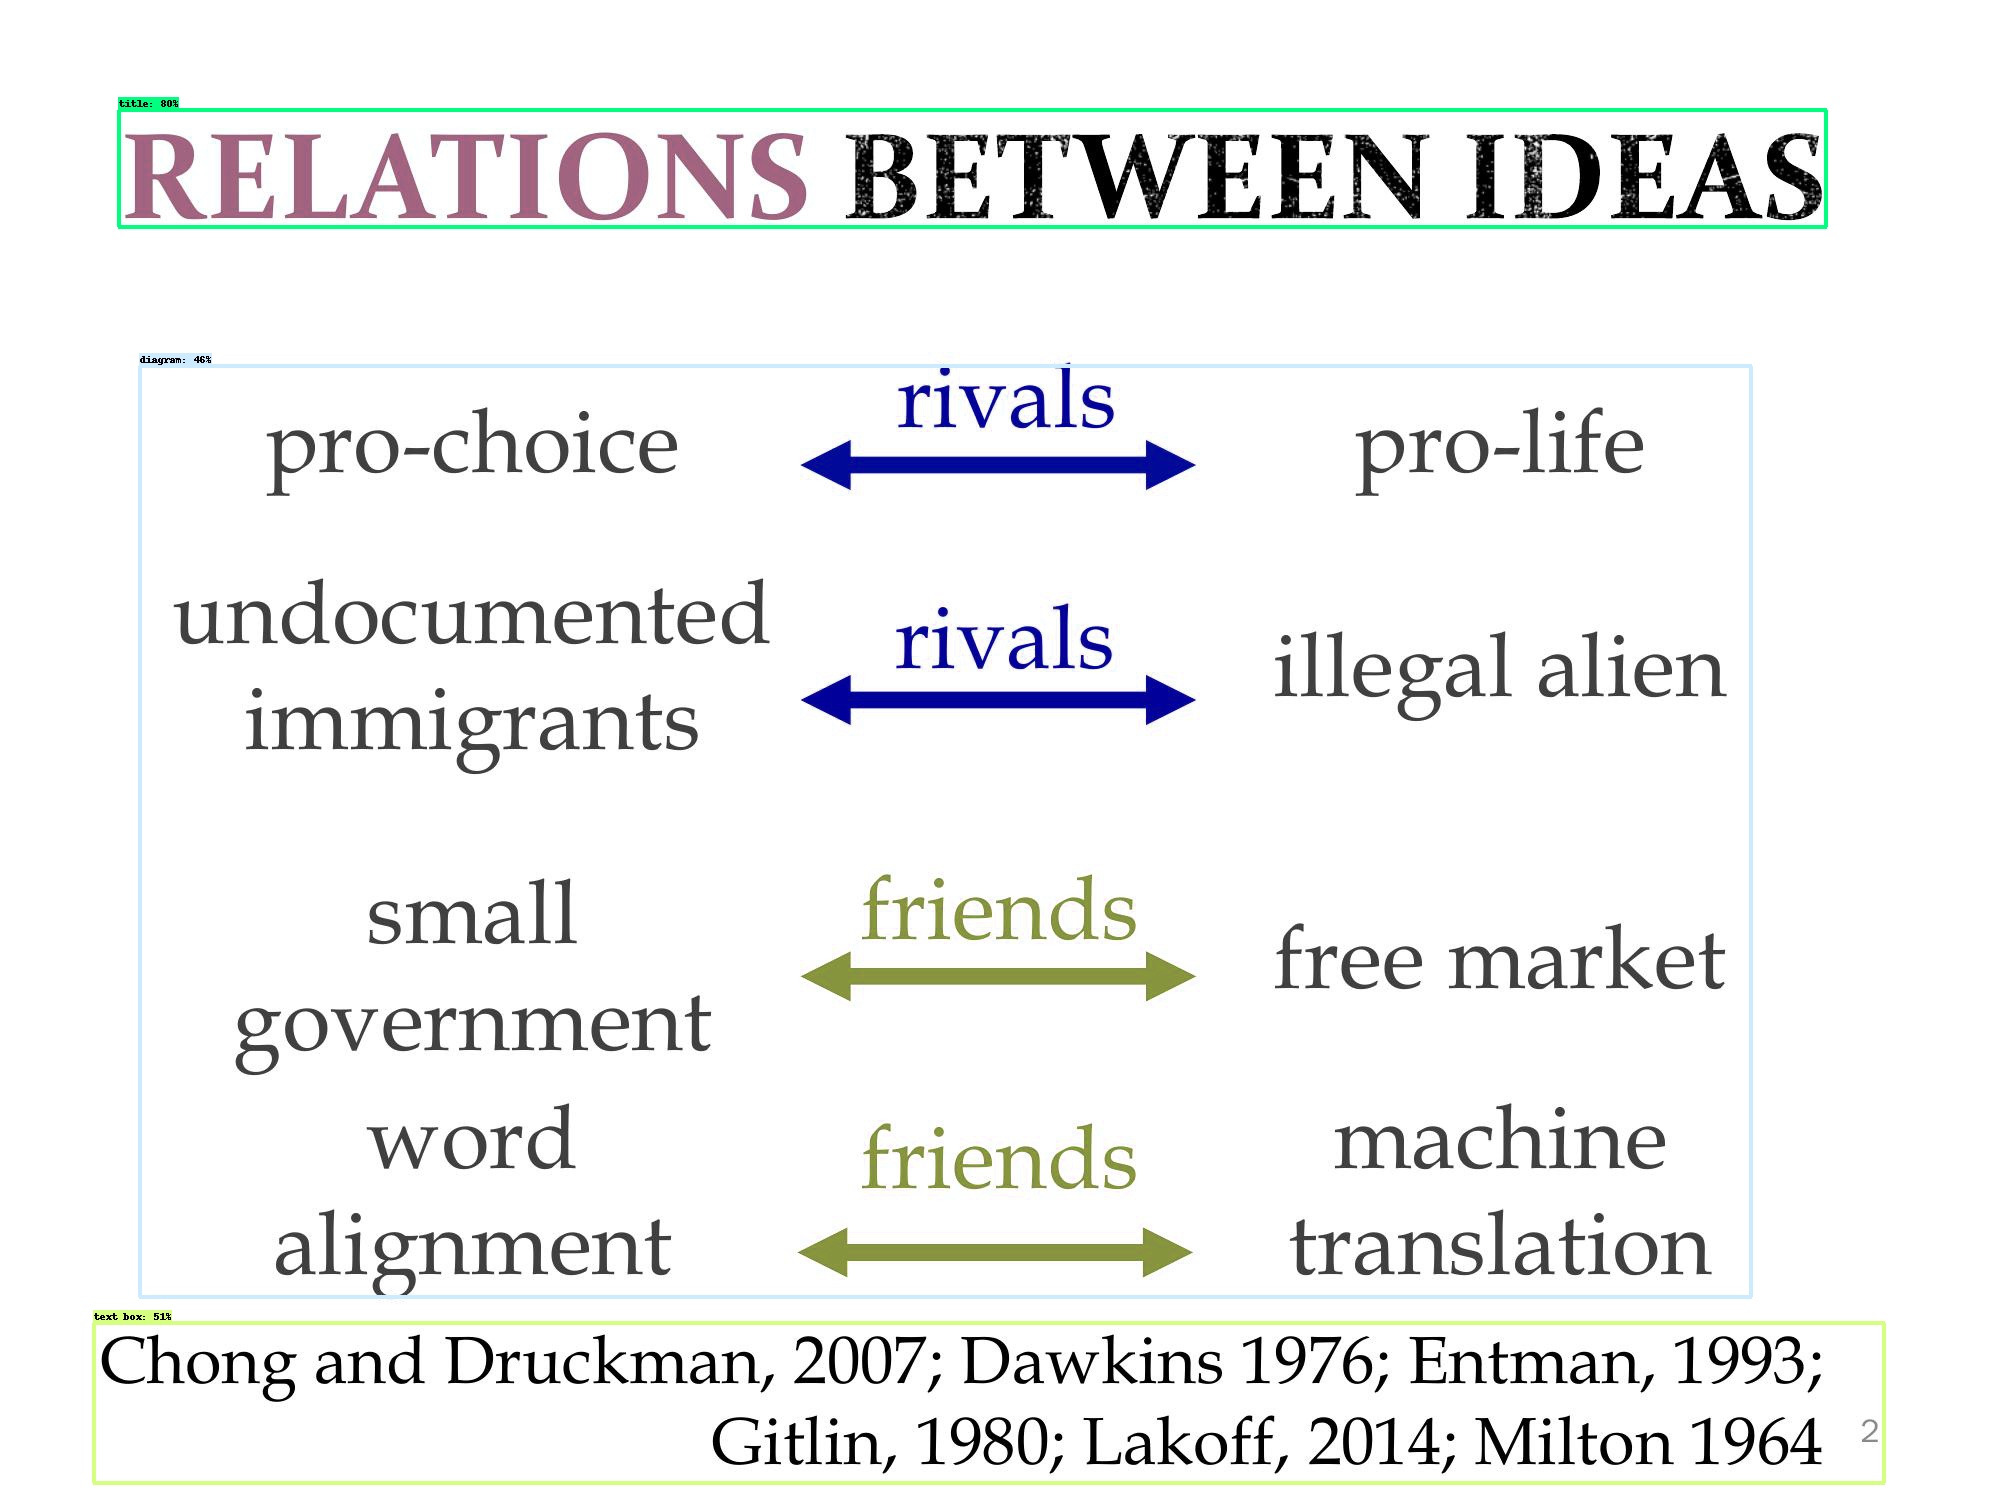 title: 80%
RELATIONS BETWEEN IDEAS
diagram: 46%
rivals
pro-choice pro-life
undocumented
immigrants
rivals
illegal alien
small
government
friends
free market
word
alignment
friends
machine
translation
text box: 51%
Chong and Druckman, 2007; Dawkins 1976; Entman, 1993;
Gitlin, 1980; Lakoff, 2014; Milton 1964
2